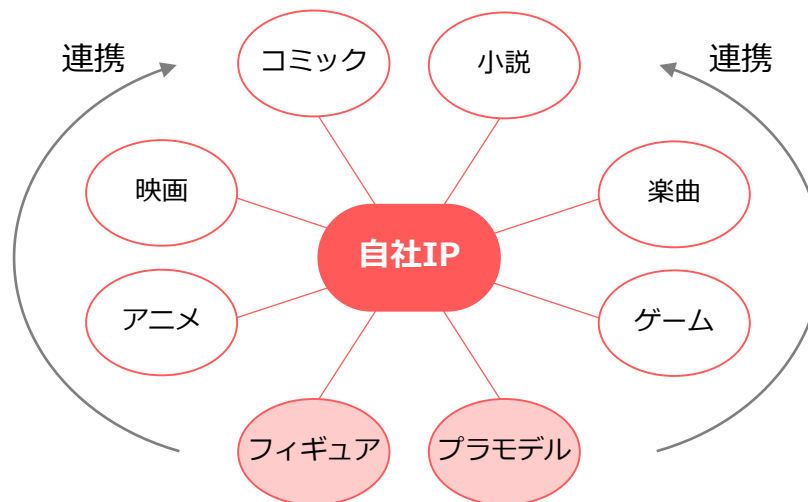 連携
コミック
小説
連携
映画
楽曲
自社IP
アニメ
ゲーム
フィギュア
プラモデル